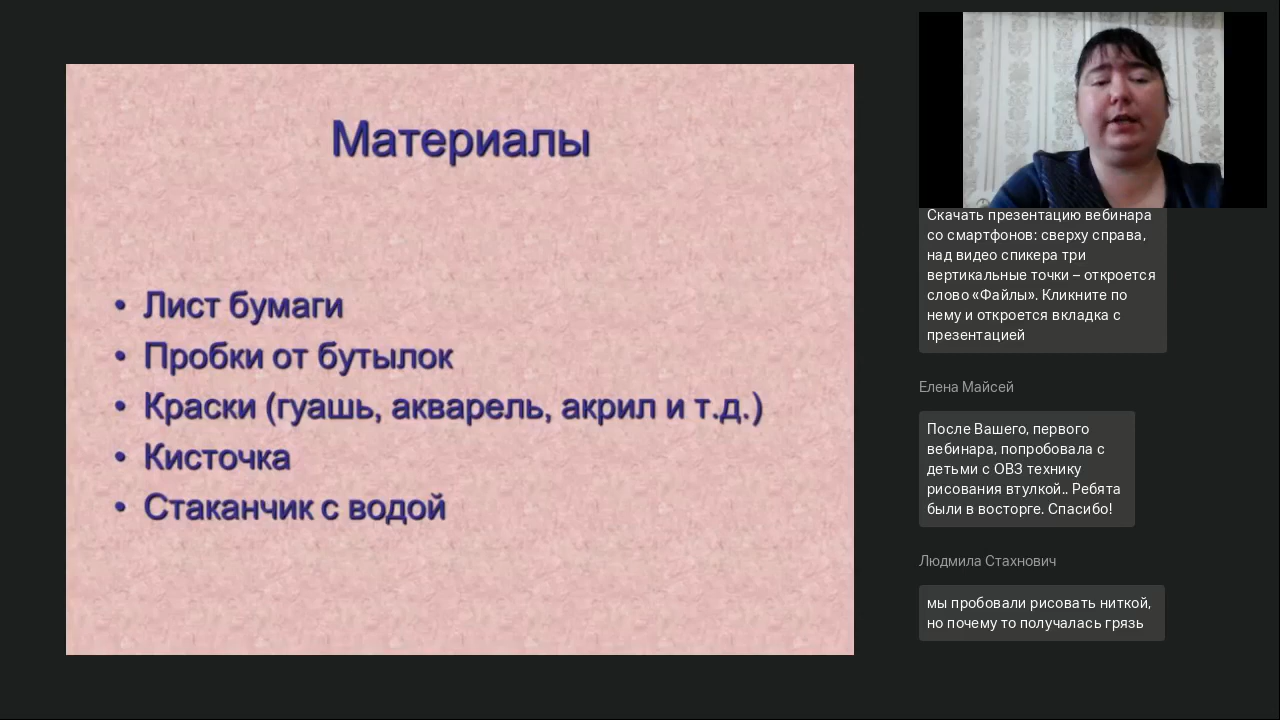 Материалы
• Лист бумаги
• Пробки от бутылок
• Краски (гуашь, акварель, акрил и т.д.)
• Кисточка
• Стаканчик с водой
Скачать презентацию вебинара
со смартфонов: сверху справа,
над видео спикера три
вертикальные точки – откроется
слово «Файлы». Кликните по
нему и откроется вкладка с
презентацией
Елена Майсей
После Вашего, первого
вебинара, попробовала с
детьми с ОВЗ технику
рисования втулкой.. Ребята
были в восторге. Спасибо!
Людмила Стахнович
мы пробовали рисовать ниткой,
но почему то получалась грязь